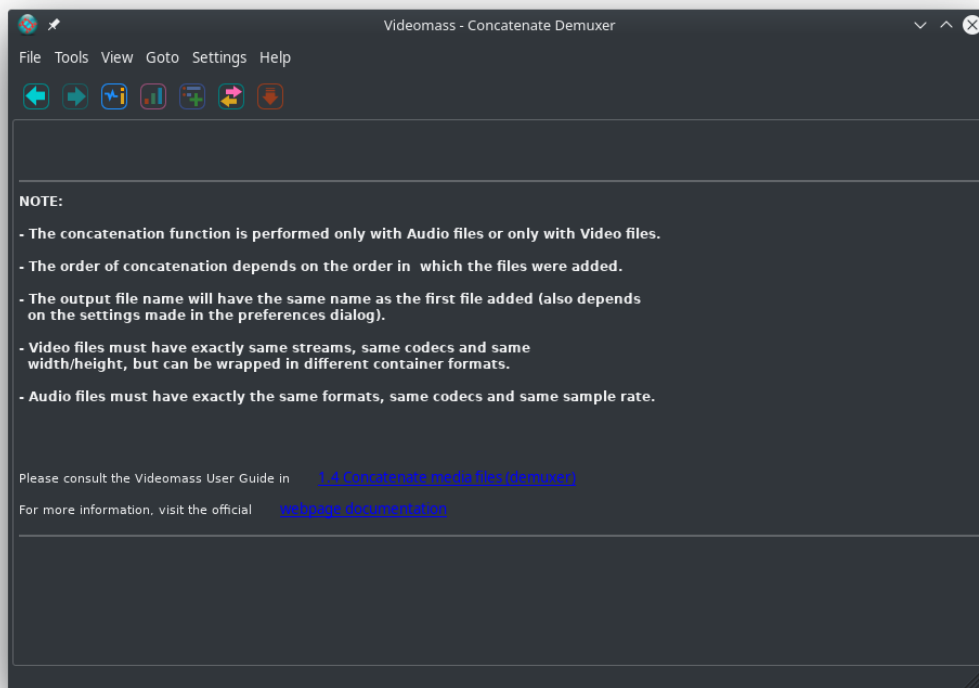 Videomass - Concatenate Demuxer
File Tools View Goto Settings Help
NOTE:
- The concatenation function is performed only with Audio files or only with Video files.
- The order of concatenation depends on the order in  which the files were added.
- The output file name will have the same name as the first file added (also depends
on the settings made in the preferences dialog).
- Video files must have exactly same streams, same codecs and same
width/height, but can be wrapped in different container formats.
- Audio files must have exactly the same formats, same codecs and same sample rate.
Please consult the Videomass User Guide in 1.4 Concatenate media files (demuxer)
For more information, visit the official webpage documentation